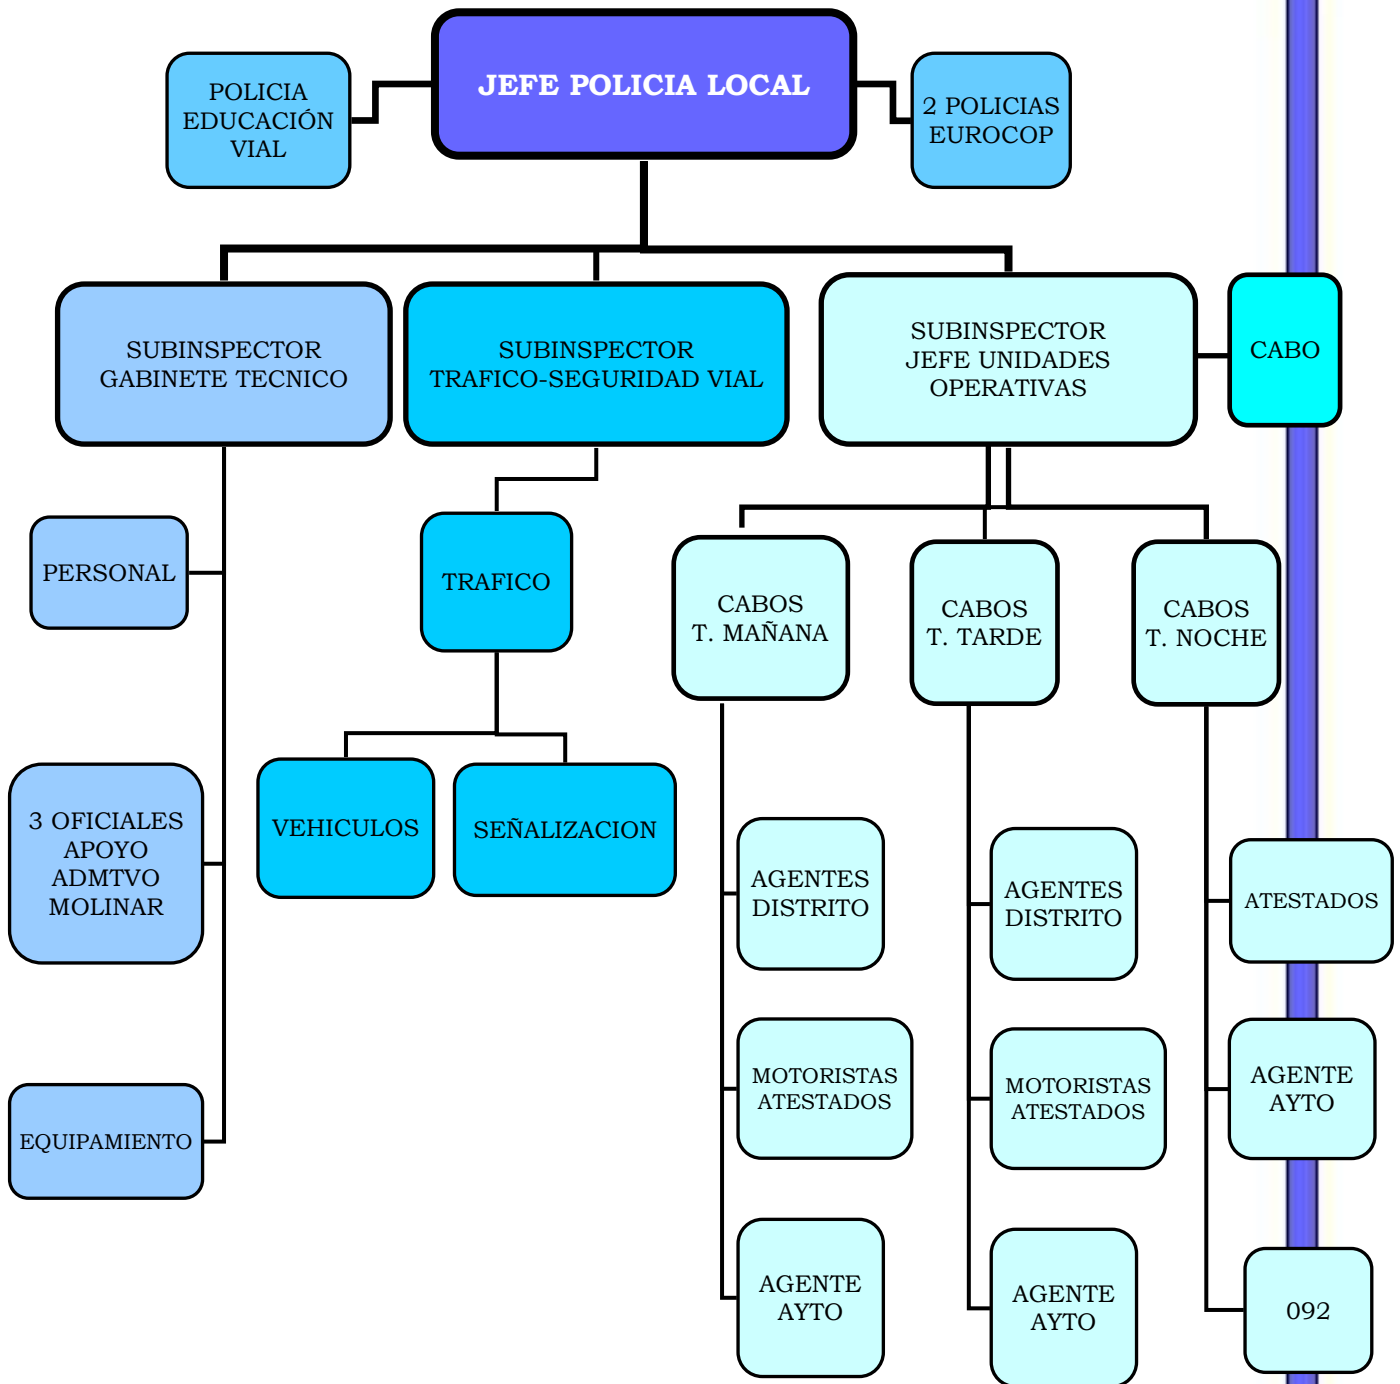 JEFE POLICIA LOCAL
POLICIA
EDUCACIÓN
VIAL
2 POLICIAS
EUROCOP
SUBINSPECTOR
GABINETE TECNICO
SUBINSPECTOR
TRAFICO-SEGURIDAD VIAL
SUBINSPECTOR
JEFE UNIDADES
OPERATIVAS
CABO
PERSONAL
TRAFICO
CABOS
T. MAÑANA
CABOS
T. TARDE
CABOS
T. NOCHE
3 OFICIALES
APOYO
ADMTVO
MOLINAR
VEHICULOS
SEÑALIZACION
AGENTES
DISTRITO
AGENTES
DISTRITO
ATESTADOS
MOTORISTAS
ATESTADOS
MOTORISTAS
ATESTADOS
AGENTE
AYTO
EQUIPAMIENTO
AGENTE
AYTO
AGENTE
AYTO
092